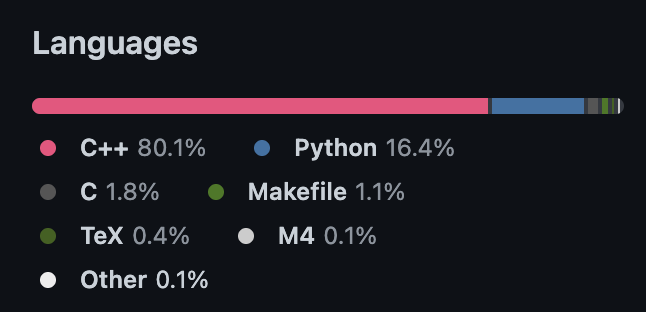 Languages
C++ 80.1% Python 16.4%
C 1.8% Makefile 1.1%
TeX 0.4% M4 0.1%
Other 0.1%